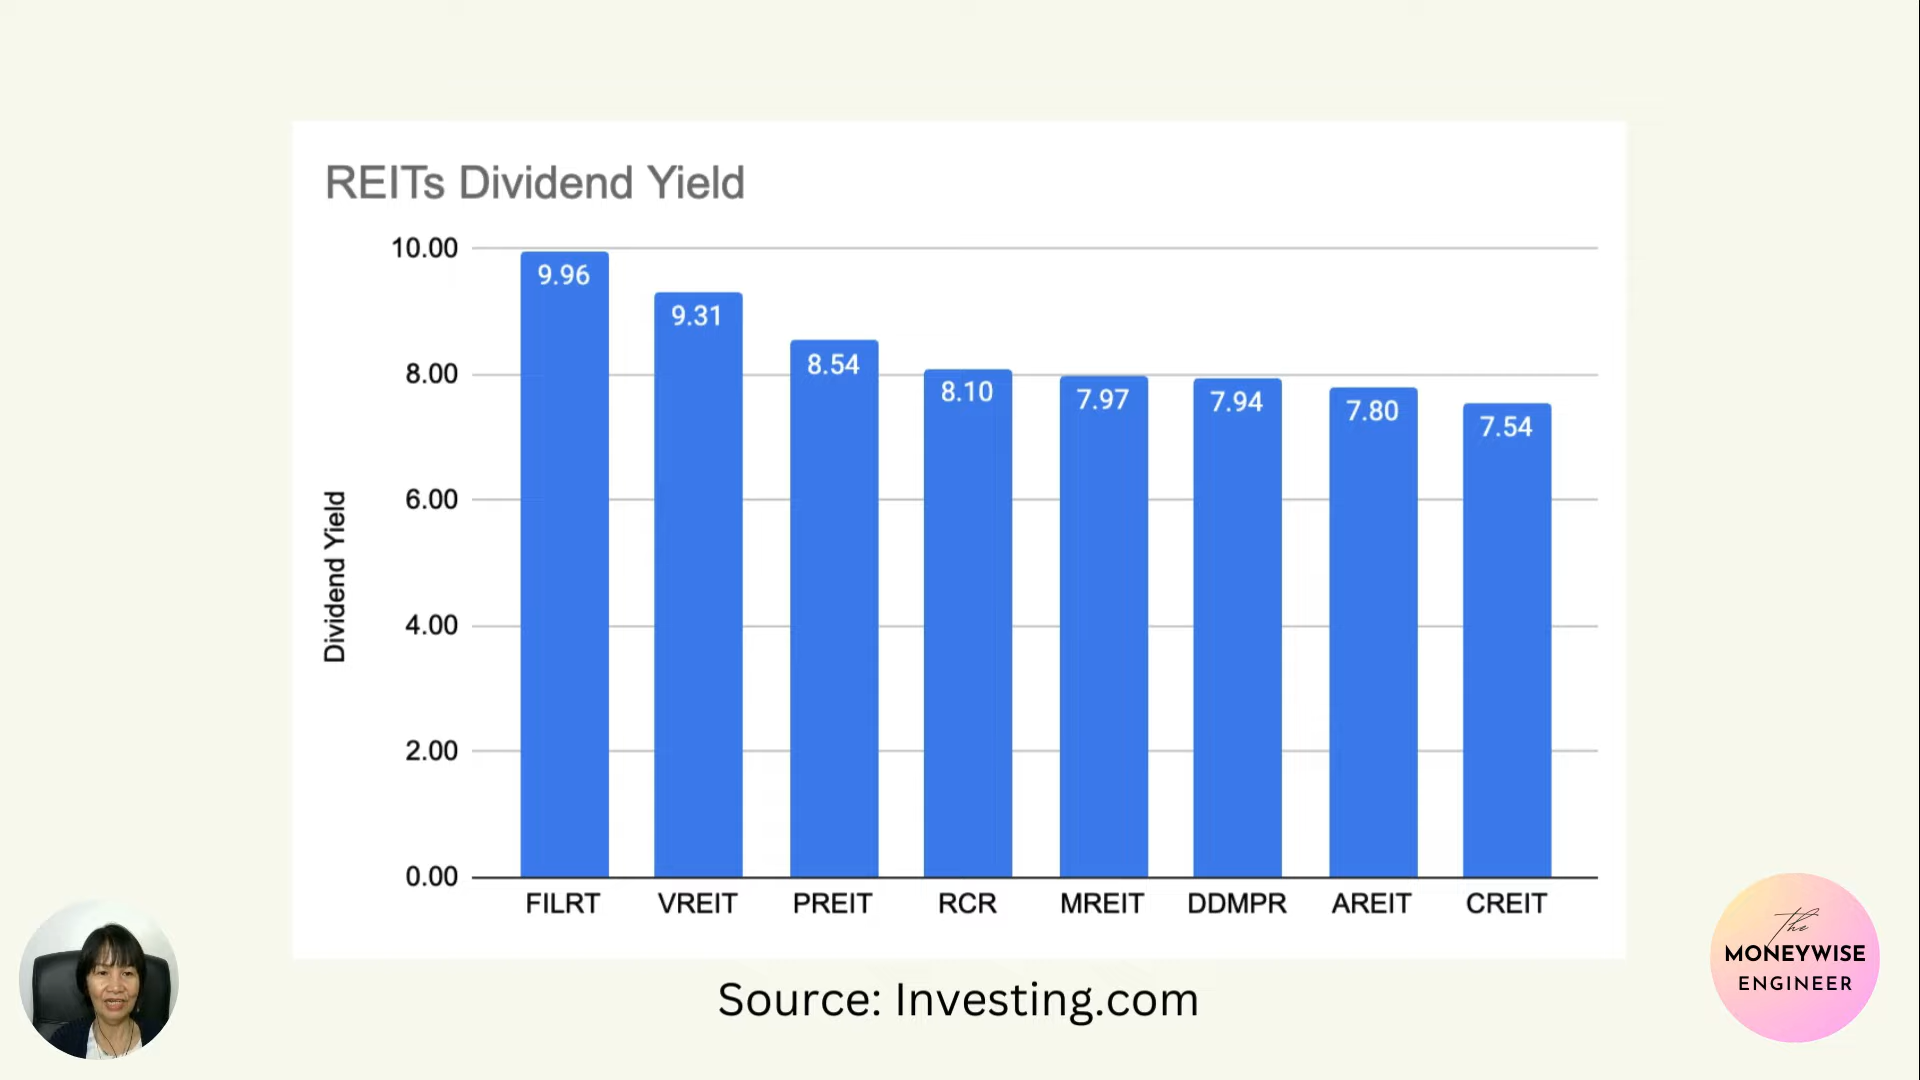 REITs Dividend Yield
Dividend Yield
10.00
8.00
6.00
4.00
2.00
0.00
9.96
9.31
8.54
8.10
7.97
7.94
7.80
7.54
FILRT VREIT PREIT RCR MREIT DDMPR AREIT CREIT
Source: Investing.com
the
MONEYWISE
ENGINEER